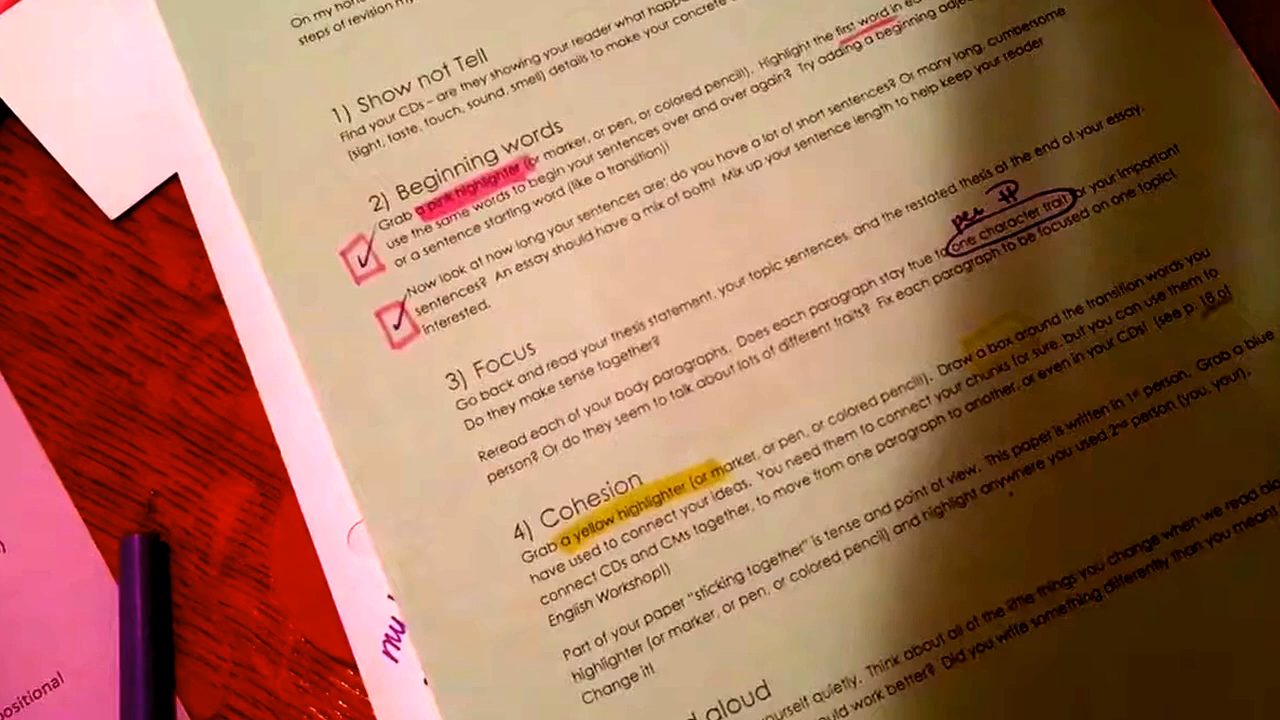 On my hon
steps of revision my
1) Show not Tell
Find your CDs – are they showing your reader what happ
(sight, taste, touch, sound, smell) details to make your concrete
2) Beginning words
Grab a pink highlighter (or marker, or pen, or colored pencil!). Highlight the first word in ea
use the same words to begin your sentences over and over again? Try adding a beginning adje
or a sentence starting word (like a transition)!
Now look at how long your sentences are; do you have a lot of short sentences? Or many long, cumbersome
sentences? An essay should have a mix of both! Mix up your sentence length to help keep your reader
interested.
3) Focus
Go back and read your thesis statement, your topic sentences, and the restated thesis at the end of your essay.
Do they make sense together?
per P
Reread each of your body paragraphs. Does each paragraph stay true to one character trait for your important
person? Or do they seem to talk about lots of different traits? Fix each paragraph to be focused on one topic!
4) Cohesion
Grab a yellow highlighter (or marker, or pen, or colored pencil!). Draw a box around the transition words you
have used to connect your ideas. You need them to connect your chunks for sure, but you can use them to
connect CDs and CMs together, to move from one paragraph to another, or even in your CDs! (see p. 18 of
English Workshop!)
Part of your paper "sticking together" is tense and point of view. This paper is written in 1st person. Grab a blue
highlighter (or marker, or pen, or colored pencil) and highlight anywhere you used 2nd person (you, your).
Change it!
d aloud
yourself quietly. Think about all of the little things you change when we read alo
ould work better? Did you write something differently than you mean
nu
ositional